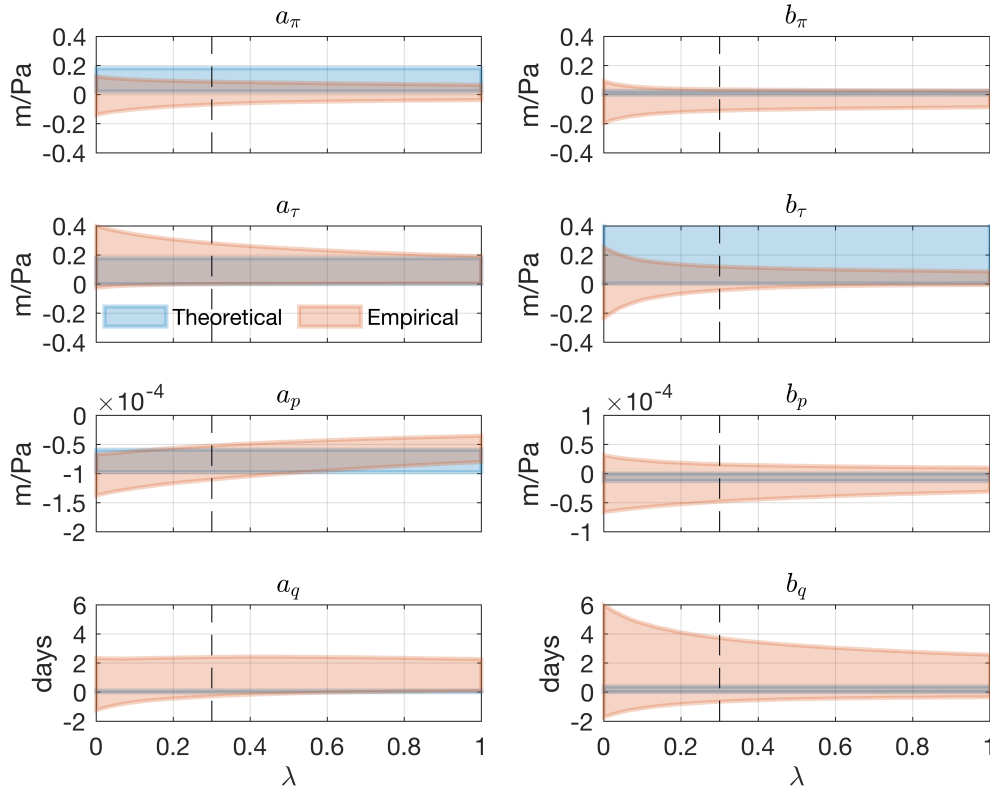 a_π
0.4
0.2
0
-0.2
-0.4
m/Pa
b_π
0.4
0.2
0
-0.2
-0.4
m/Pa
a_τ
0.4
0.2
0
-0.2
-0.4
m/Pa
Theoretical
Empirical
b_τ
0.4
0.2
0
-0.2
-0.4
m/Pa
×10⁻⁴
a_p
0
-0.5
-1
-1.5
-2
m/Pa
×10⁻⁴
b_p
1
0.5
0
-0.5
-1
m/Pa
a_q
6
4
2
0
-2
days
0 0.2 0.4 0.6 0.8 1
λ
b_q
6
4
2
0
-2
days
0 0.2 0.4 0.6 0.8 1
λ